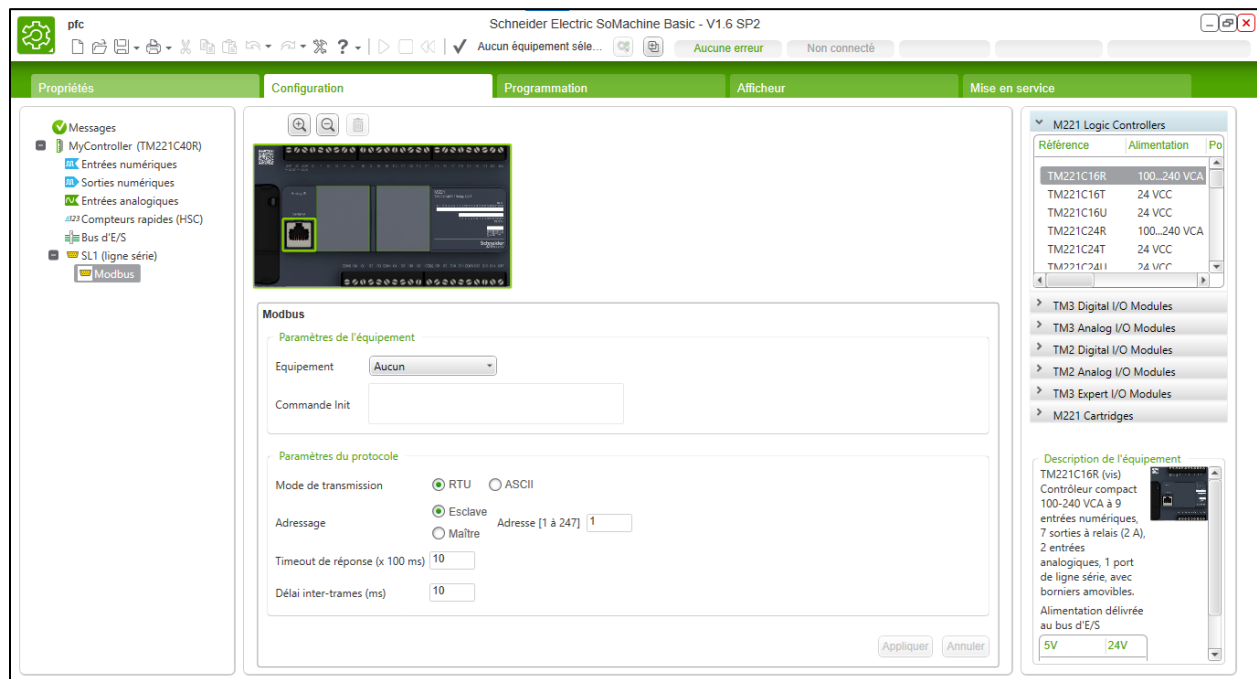 pfc
Schneider Electric SoMachine Basic - V1.6 SP2
Aucun équipement séle...
Aucune erreur
Non connecté
Propriétés
Configuration
Programmation
Afficheur
Mise en service
Messages
MyController (TM221C40R)
Entrées numériques
Sorties numériques
Entrées analogiques
Compteurs rapides (HSC)
Bus d'E/S
SL1 (ligne série)
Modbus
Modbus
Paramètres de l'équipement
Equipement Aucun
Commande Init
Paramètres du protocole
Mode de transmission RTU ASCII
Adressage Esclave Adresse [1 à 247] 1
Maître
Timeout de réponse (x 100 ms) 10
Délai inter-trames (ms) 10
Appliquer Annuler
M221 Logic Controllers
Référence Alimentation Po
TM221C16R 100...240 VCA
TM221C16T 24 VCC
TM221C16U 24 VCC
TM221C24R 100...240 VCA
TM221C24T 24 VCC
TM221C24U 24 VCC
TM3 Digital I/O Modules
TM3 Analog I/O Modules
TM2 Digital I/O Modules
TM2 Analog I/O Modules
TM3 Expert I/O Modules
M221 Cartridges
Description de l'équipement
TM221C16R (vis)
Contrôleur compact
100-240 VCA à 9
entrées numériques,
7 sorties à relais (2 A),
2 entrées
analogiques, 1 port
de ligne série, avec
borniers amovibles.
Alimentation délivrée
au bus d'E/S
5V 24V